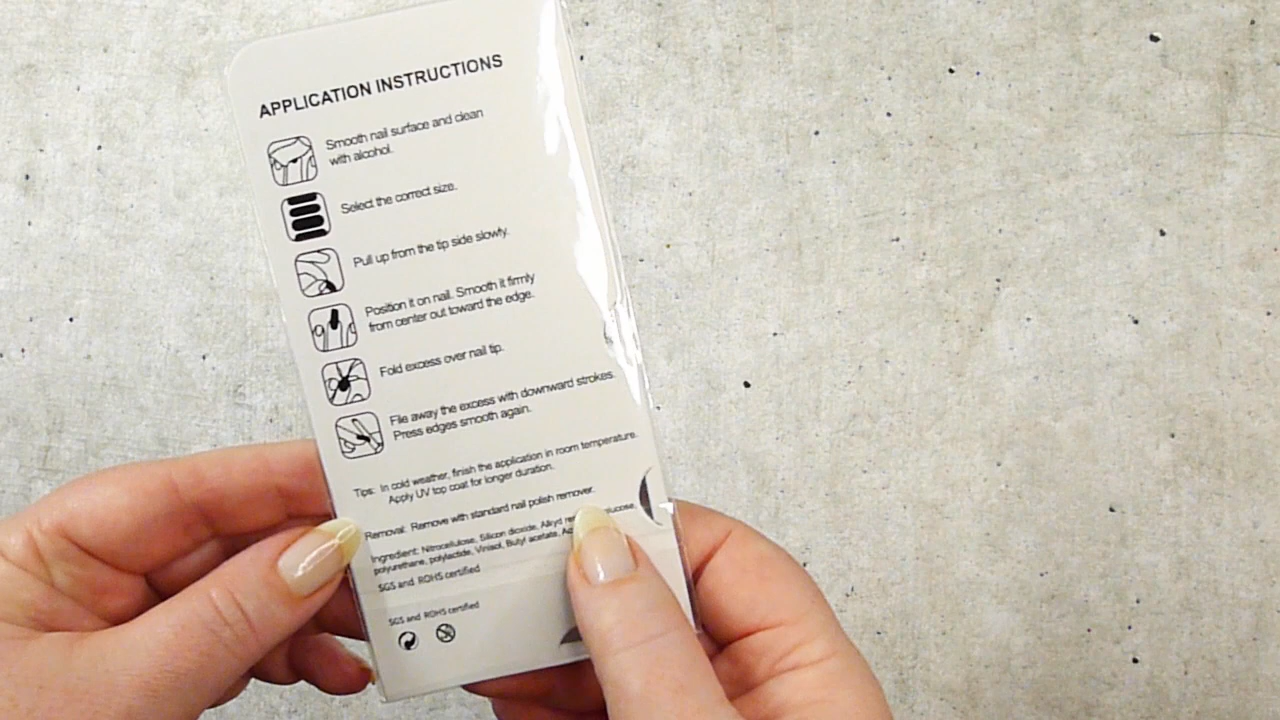 APPLICATION INSTRUCTIONS
Smooth nail surface and clean
with alcohol.
Select the correct size.
Pull up from the tip side slowly.
Position it on nail. Smooth it firmly
from center out toward the edge.
Fold excess over nail tip.
File away the excess with downward strokes.
Press edges smooth again.
Tips: In cold weather, finish the application in room temperature.
Apply UV top coat for longer duration.
Removal: Remove with standard nail polish remover.
Ingredient: Nitrocellulose, Silicon dioxide, Alkyd
polyurethane, polylactide, Vinisol, Butyl acetate,
SGS and ROHS certified
SGS and ROHS certified